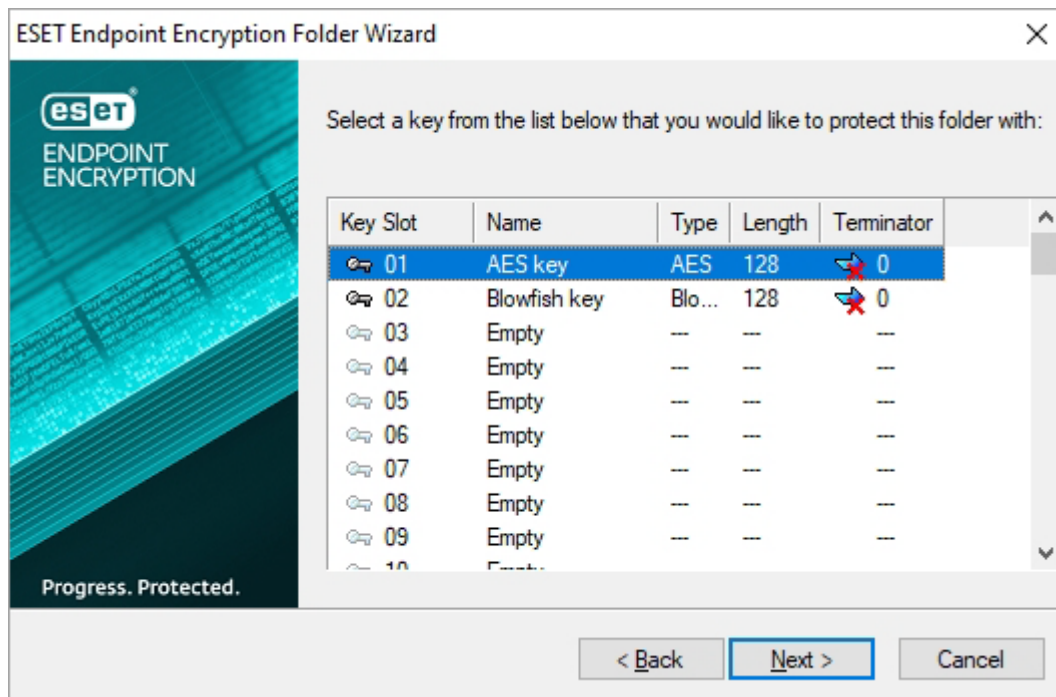 ESET Endpoint Encryption Folder Wizard
eset®
ENDPOINT
ENCRYPTION
Progress. Protected.
Select a key from the list below that you would like to protect this folder with:
Key Slot Name Type Length Terminator
01 AES key AES 128 0
02 Blowfish key Blo... 128 0
03 Empty --- --- ---
04 Empty --- --- ---
05 Empty --- --- ---
06 Empty --- --- ---
07 Empty --- --- ---
08 Empty --- --- ---
09 Empty --- --- ---
10 Empty
< Back Next > Cancel